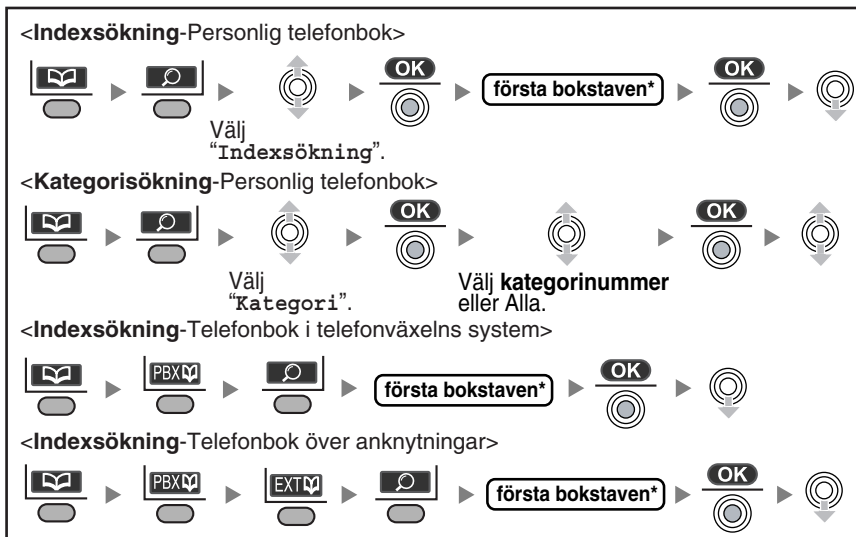 <Indexsökning-Personlig telefonbok>
OK första bokstaven* OK
Välj
“Indexsökning”.
<Kategorisökning-Personlig telefonbok>
OK OK
Välj Välj kategorinummer
“Kategori”. eller Alla.
<Indexsökning-Telefonbok i telefonväxelns system>
PBX första bokstaven* OK
<Indexsökning-Telefonbok över anknytningar>
PBX EXT första bokstaven* OK